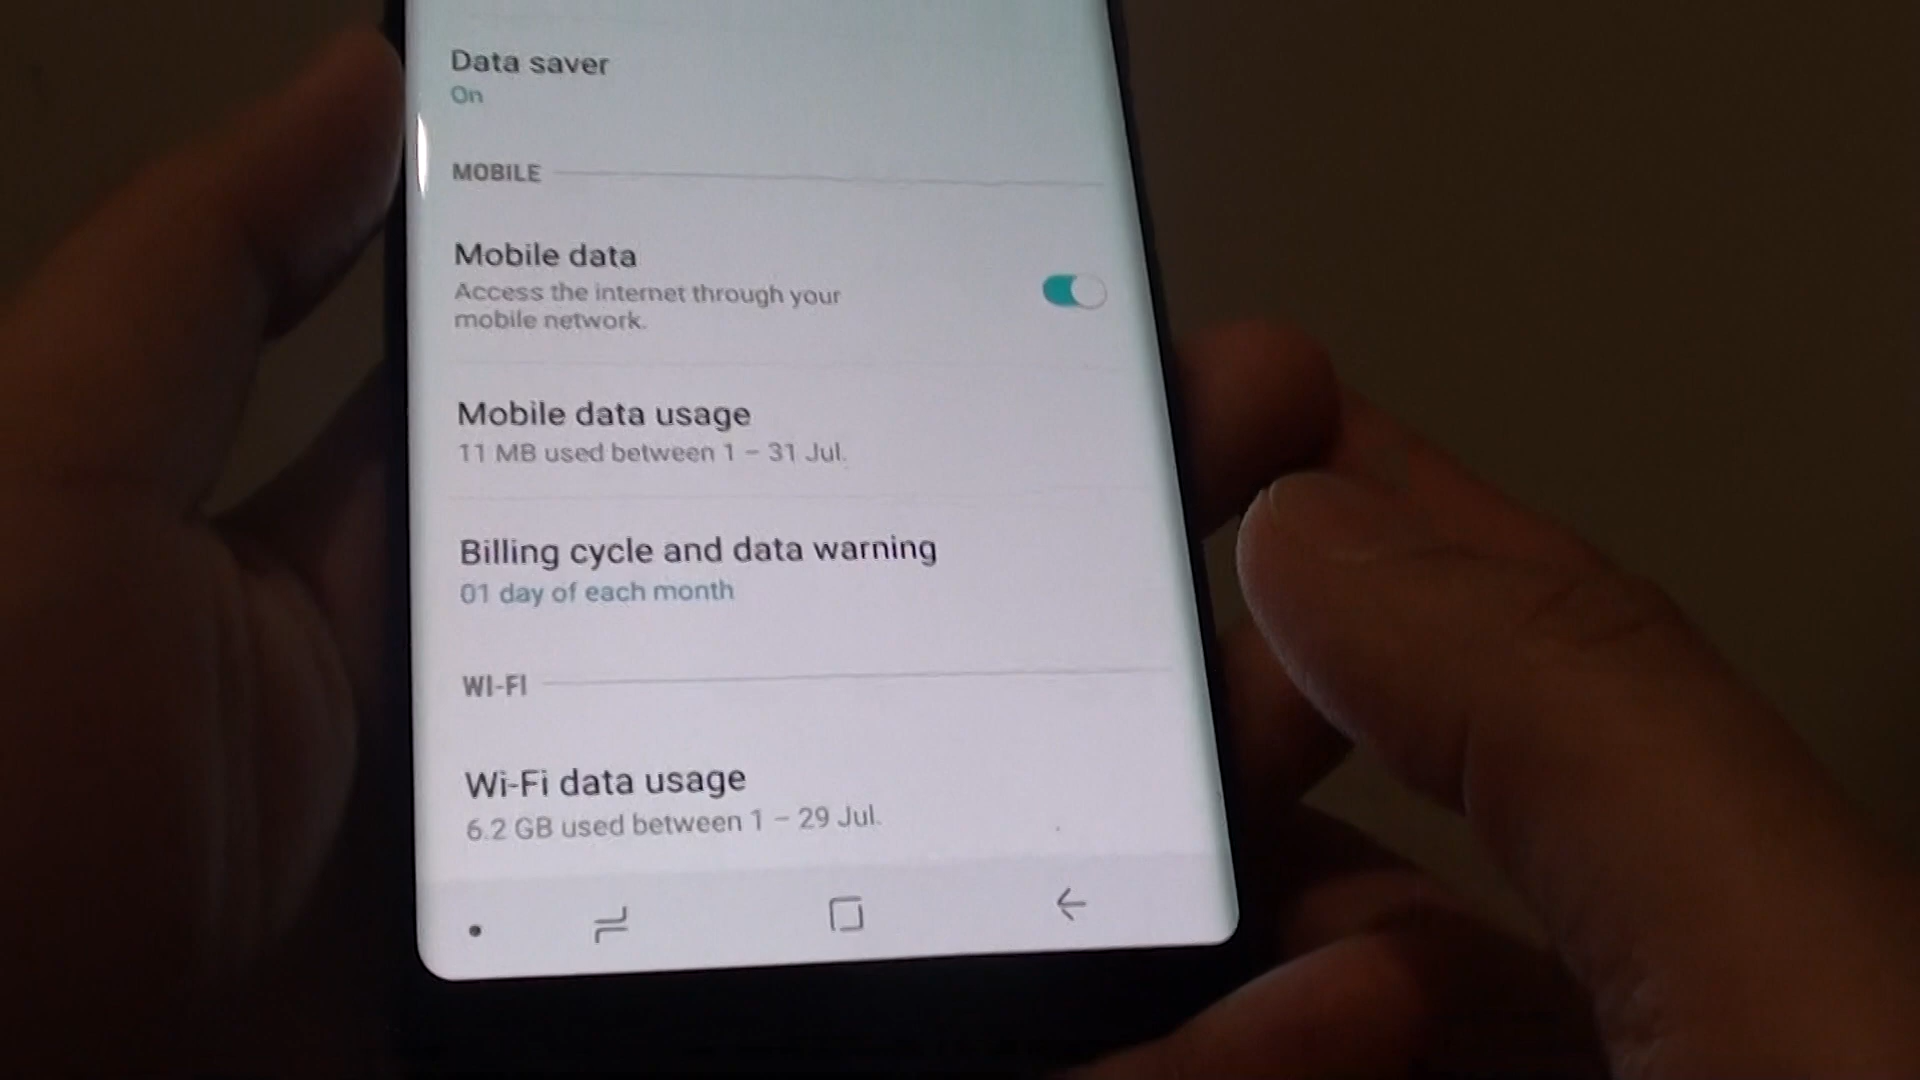 Data saver
On
MOBILE
Mobile data
Access the internet through your
mobile network.
Mobile data usage
11 MB used between 1 – 31 Jul.
Billing cycle and data warning
01 day of each month
WI-FI
Wi-Fi data usage
6.2 GB used between 1 – 29 Jul.